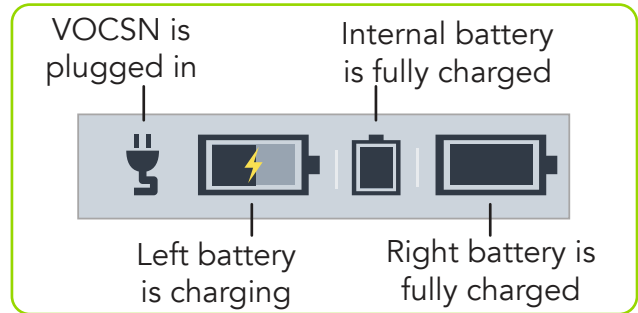 VOCSN is
plugged in
Internal battery
is fully charged
Left battery
is charging
Right battery is
fully charged